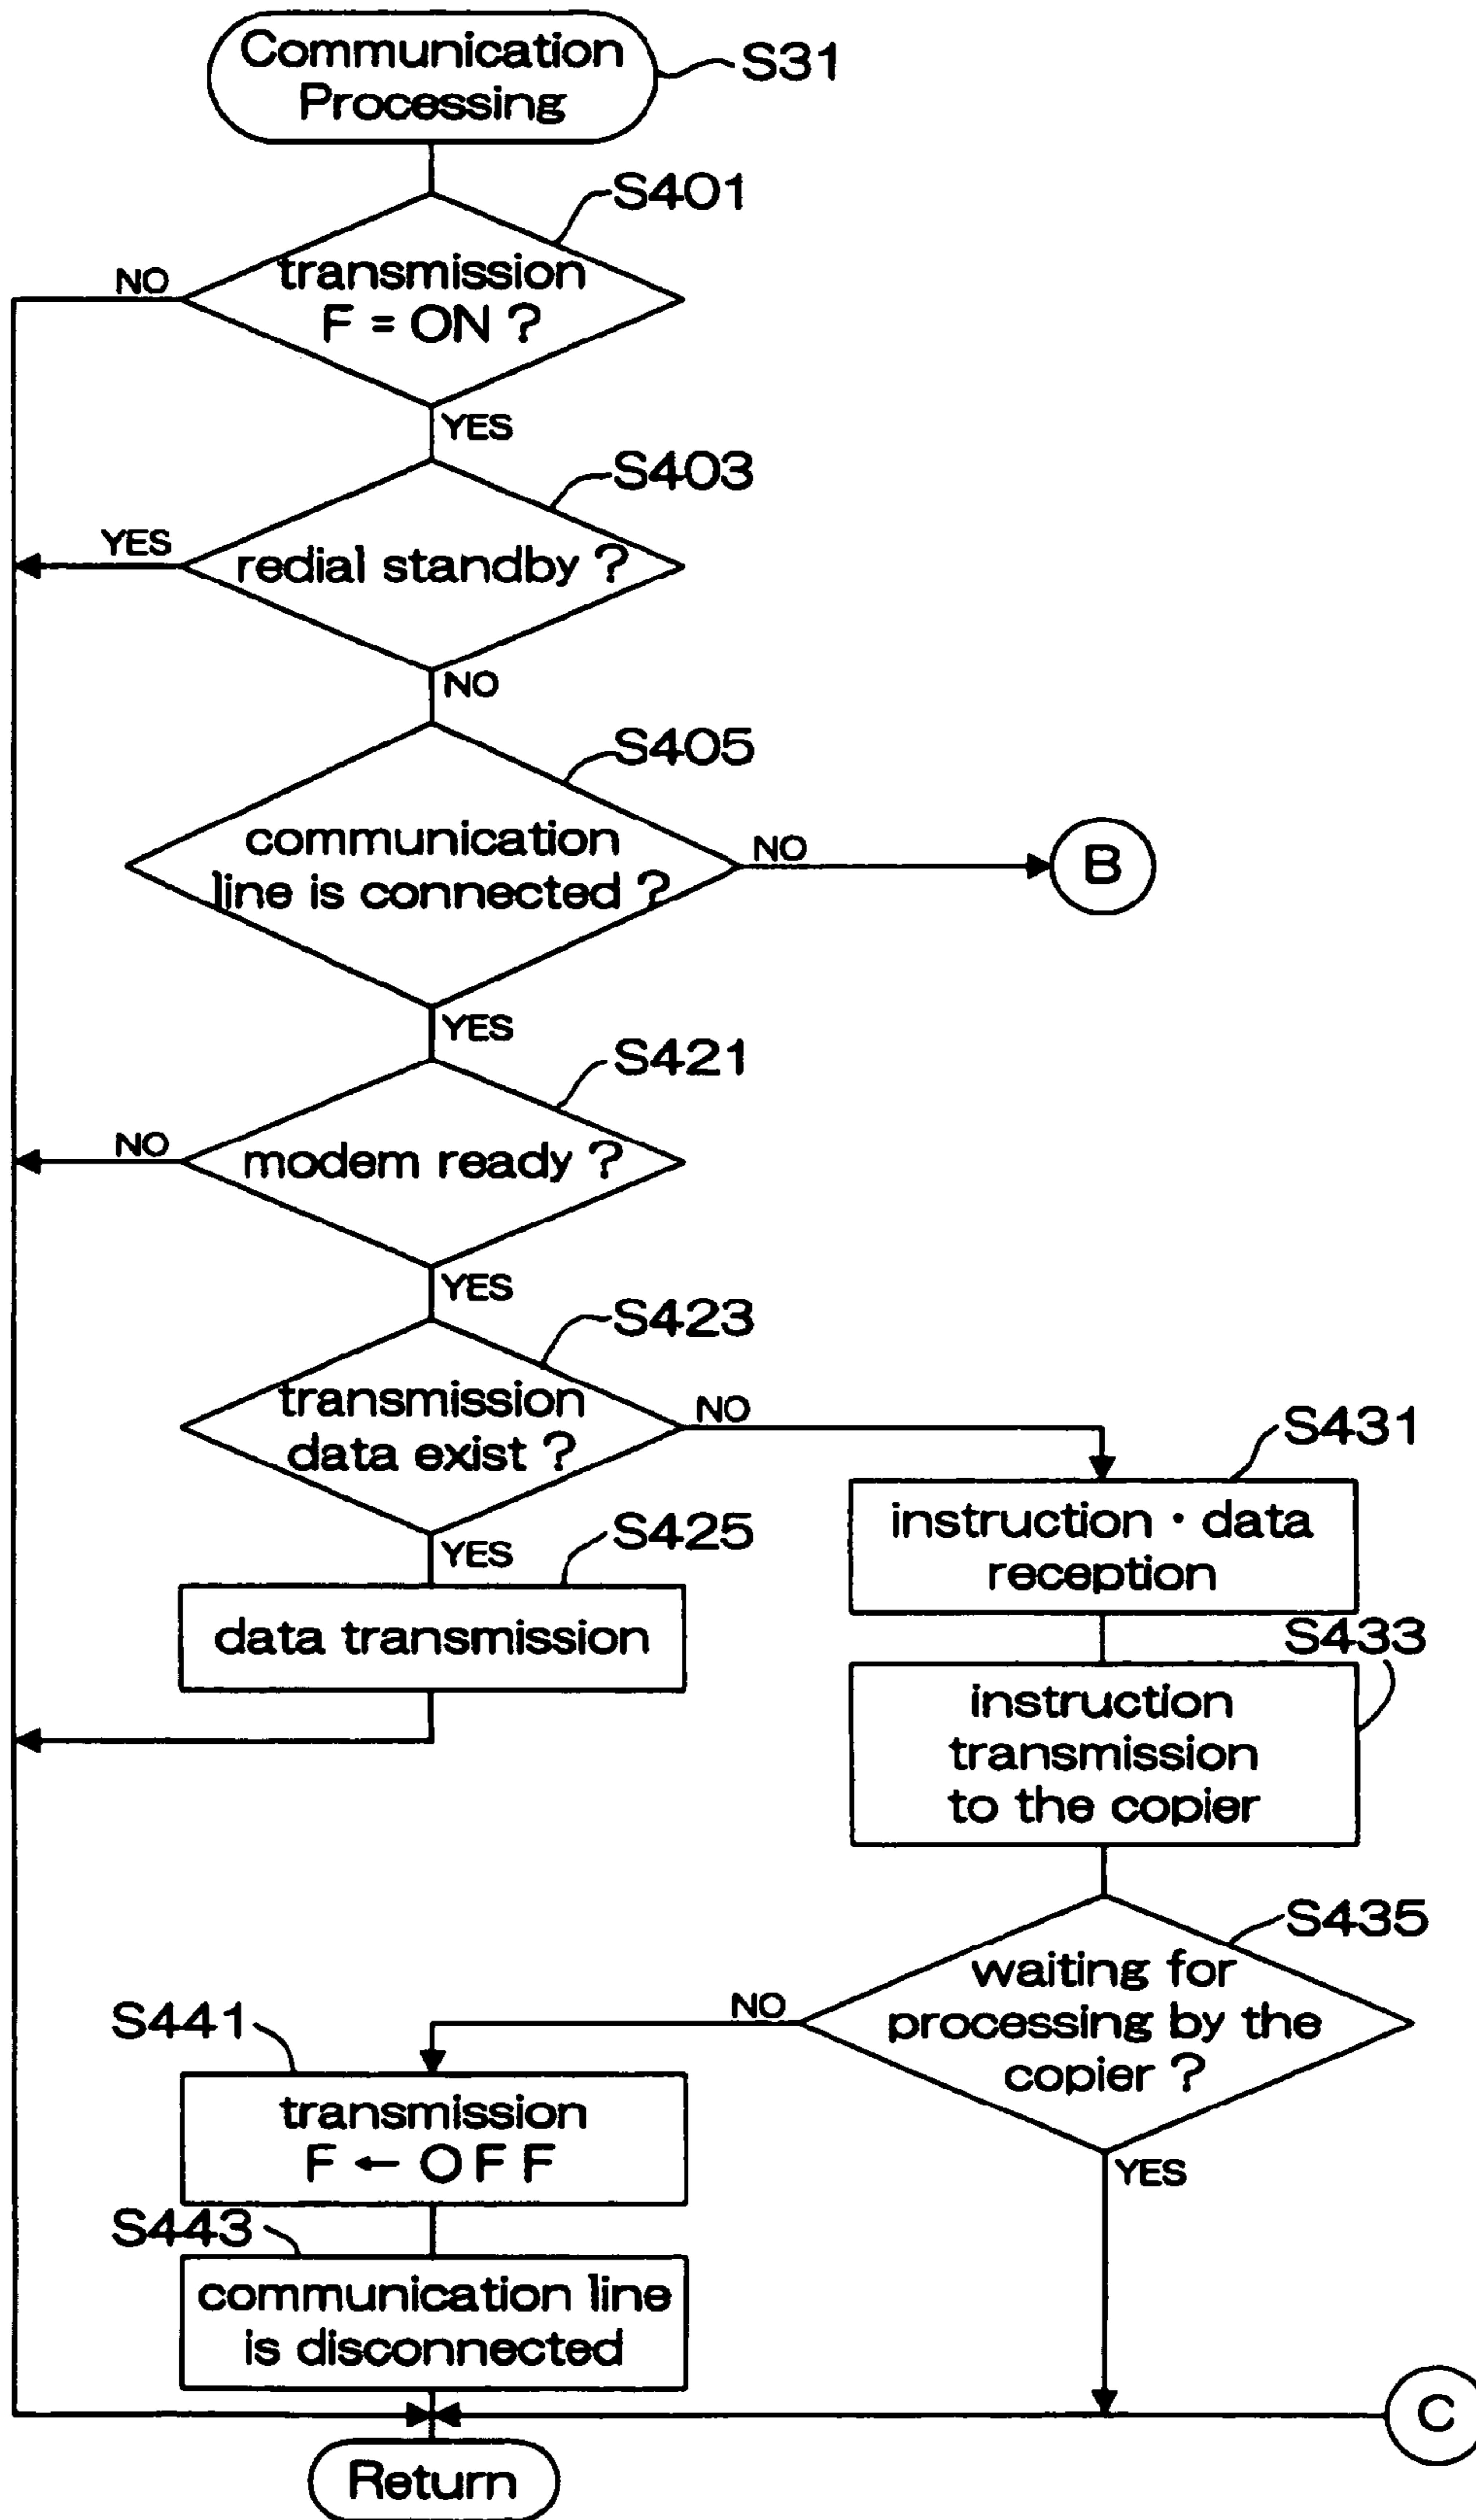 Communication
Processing
S31
S401
transmission
F = ON ?
NO
YES
S403
redial standby ?
YES
NO
S405
communication
line is connected ?
NO
B
YES
S421
modem ready ?
NO
YES
S423
transmission
data exist ?
NO
YES
S425
data transmission
S431
instruction・data
reception
S433
instruction
transmission
to the copier
S435
waiting for
processing by the
copier ?
NO
YES
S441
transmission
F ← OFF
S443
communication line
is disconnected
C
Return